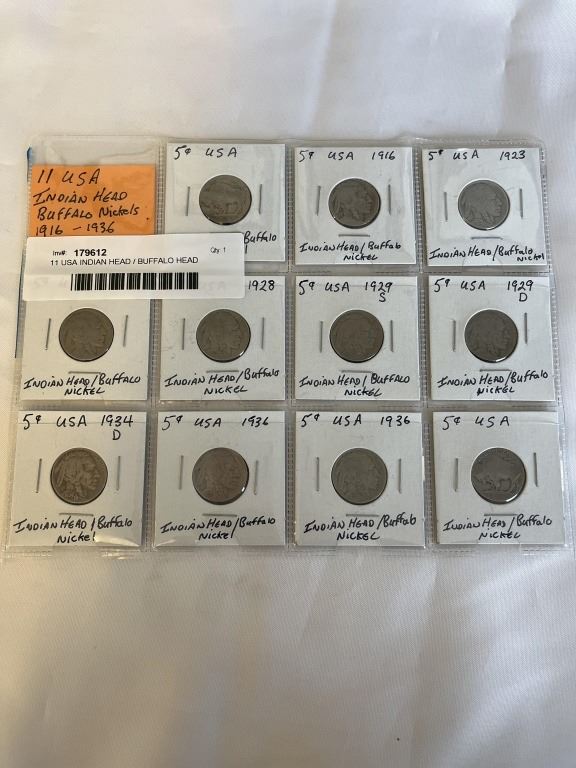 11 USA
INDIAN HEAD
BUFFALO Nickels
1916 - 1936
Inv#: 179612 Qty: 1
11 USA INDIAN HEAD / BUFFALO HEAD
5¢ USA
Buffalo
5¢ USA 1916
INDIAN HEAD/Buffalo
NICKEL
5¢ USA 1923
INDIAN HEAD/Buffalo
Nickel
INDIAN HEAD/Buffalo
NICKEL
1928
INDIAN HEAD/Buffalo
NICKEL
5¢ USA 1929
S
INDIAN HEAD/Buffalo
NICKEL
5¢ USA 1929
D
INDIAN HEAD/Buffalo
NICKEL
5¢ USA 1934
D
INDIAN HEAD/Buffalo
Nickel
5¢ USA 1936
INDIAN HEAD/Buffalo
Nickel
5¢ USA 1936
INDIAN HEAD/Buffalo
NICKEL
5¢ USA
INDIAN HEAD/Buffalo
NICKEL